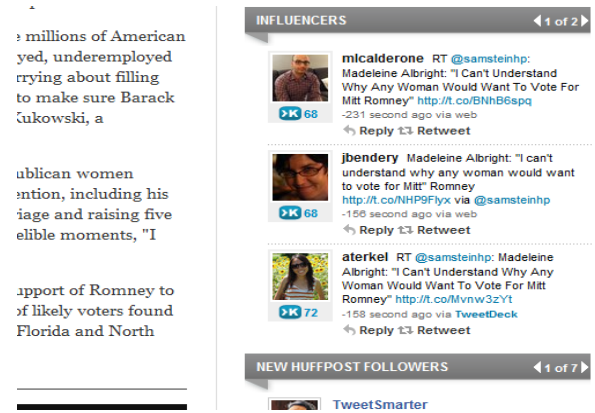 e millions of American
yed, underemployed
rrying about filling
to make sure Barack
Kukowski, a
ublican women
ention, including his
riage and raising five
elible moments, "I
upport of Romney to
of likely voters found
Florida and North
INFLUENCERS
1 of 2
mlcalderone RT @samsteinhp:
Madeleine Albright: "I Can't Understand
Why Any Woman Would Want To Vote For
Mitt Romney" http://t.co/BNhB6spq
-231 second ago via web
Reply Retweet
K 68
jbendery Madeleine Albright: "I can't
understand why any woman would want
to vote for Mitt" Romney
http://t.co/NHP9Flyx via @samsteinhp
-156 second ago via web
Reply Retweet
K 68
aterkel RT @samsteinhp: Madeleine
Albright: "I Can't Understand Why Any
Woman Would Want To Vote For Mitt
Romney" http://t.co/Mvnw3zYt
-158 second ago via TweetDeck
Reply Retweet
K 72
NEW HUFFPOST FOLLOWERS
1 of 7
TweetSmarter